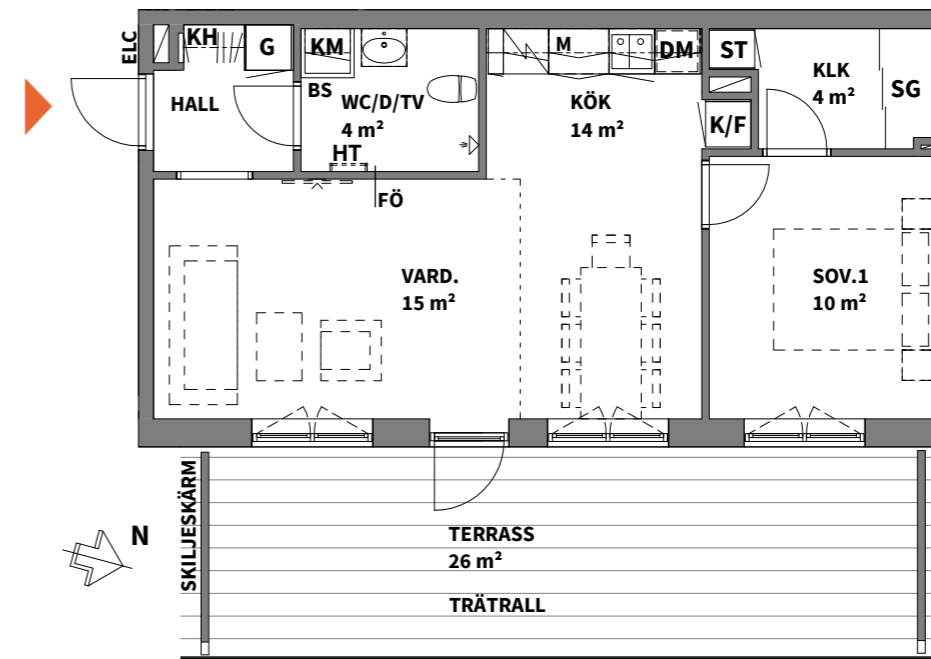 ELC
KH
G
HALL
KM
BS
WC/D/TV
4 m²
HT
FÖ
M
DM
KÖK
14 m²
ST
K/F
KLK
4 m²
SG
VARD.
15 m²
SOV.1
10 m²
N
SKILJESKÄRM
TERRASS
26 m²
TRÄTRALL